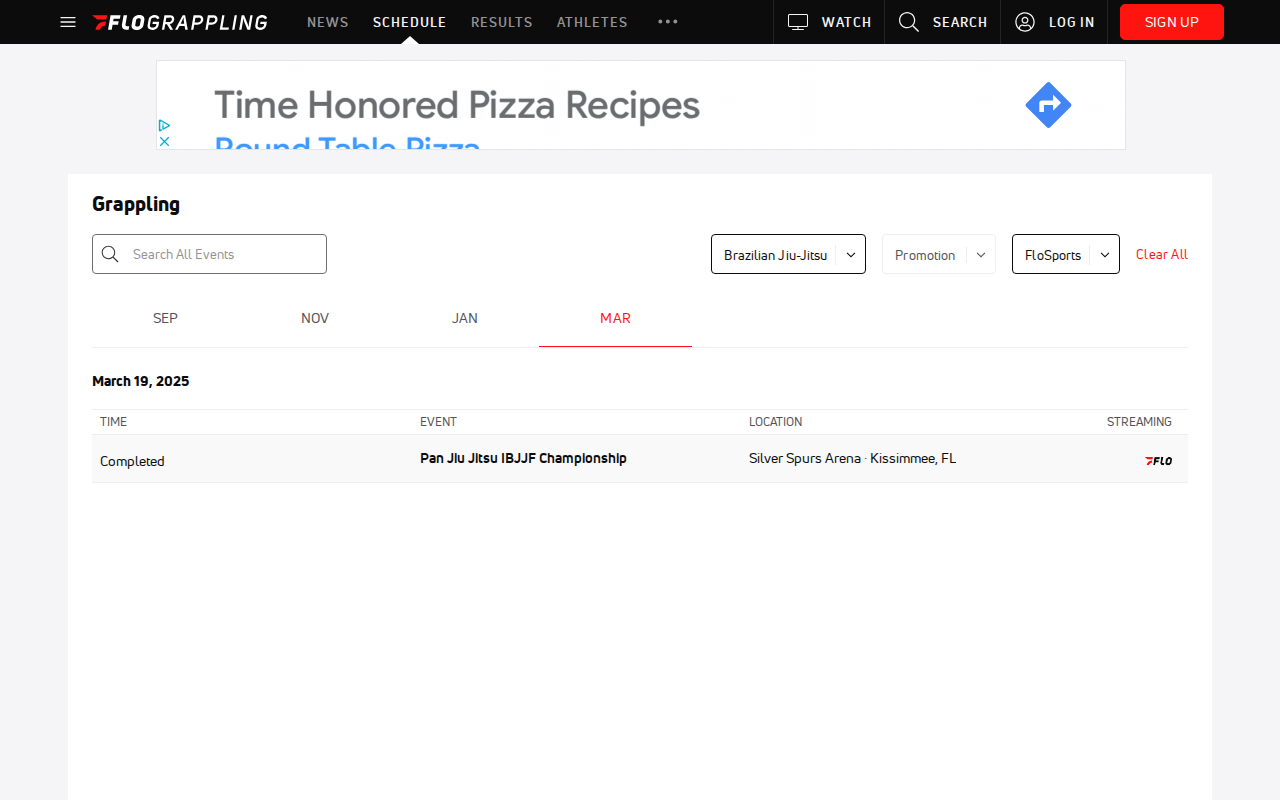 FLOGRAPPLING
NEWS SCHEDULE RESULTS ATHLETES
WATCH
SEARCH
LOG IN
SIGN UP
Time Honored Pizza Recipes
Round Table Pizza
Grappling
Search All Events
Brazilian Jiu-Jitsu
Promotion
FloSports
Clear All
SEP NOV JAN MAR
March 19, 2025
TIME EVENT LOCATION STREAMING
Completed Pan Jiu Jitsu IBJJF Championship Silver Spurs Arena · Kissimmee, FL FLO